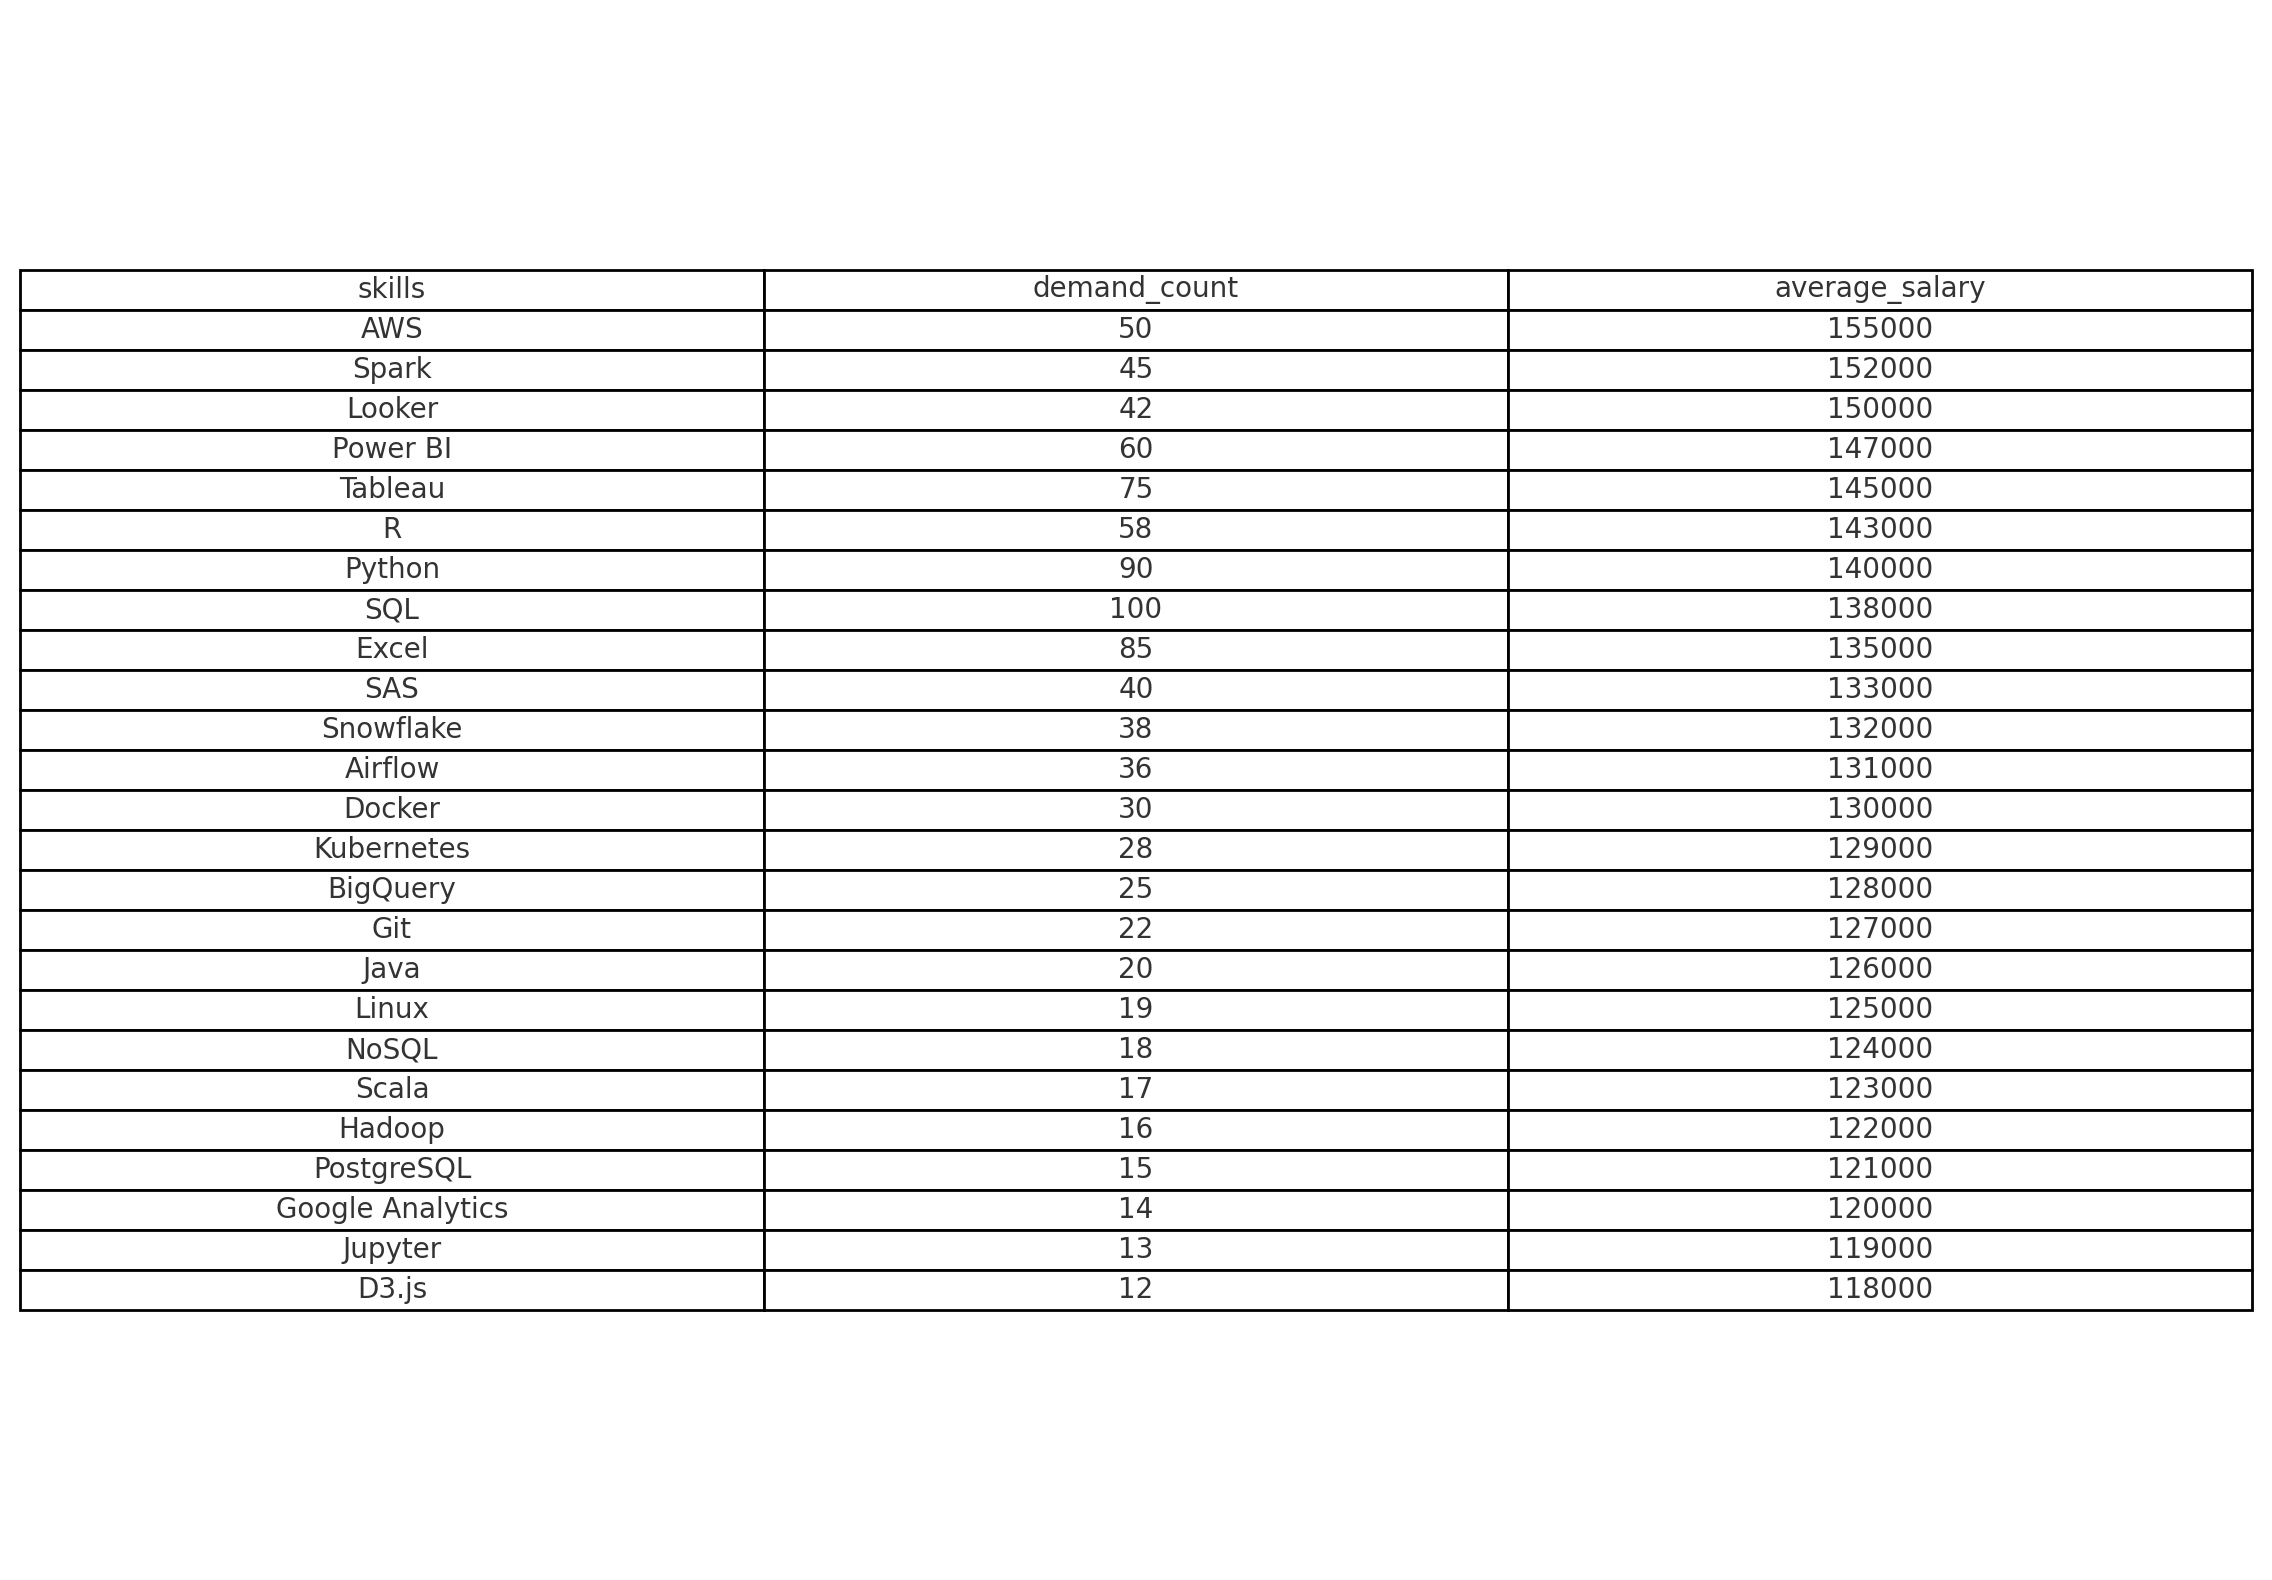 skills demand_count average_salary
AWS 50 155000
Spark 45 152000
Looker 42 150000
Power BI 60 147000
Tableau 75 145000
R 58 143000
Python 90 140000
SQL 100 138000
Excel 85 135000
SAS 40 133000
Snowflake 38 132000
Airflow 36 131000
Docker 30 130000
Kubernetes 28 129000
BigQuery 25 128000
Git 22 127000
Java 20 126000
Linux 19 125000
NoSQL 18 124000
Scala 17 123000
Hadoop 16 122000
PostgreSQL 15 121000
Google Analytics 14 120000
Jupyter 13 119000
D3.js 12 118000